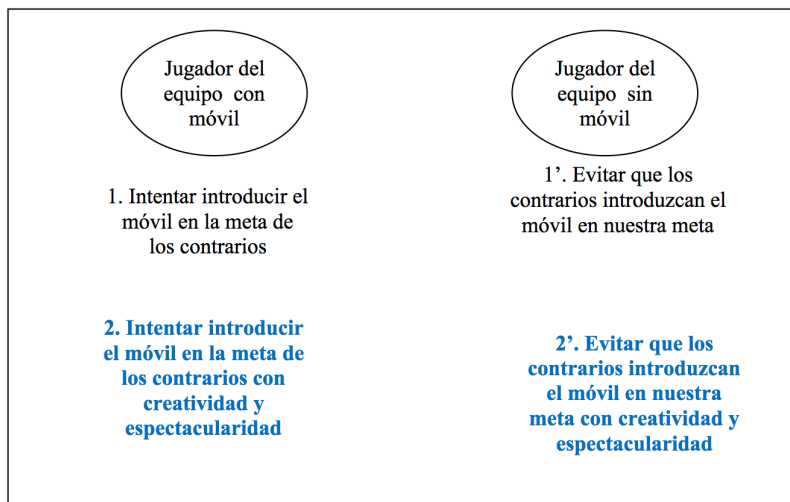 Jugador del
equipo con
móvil
Jugador del
equipo sin
móvil
1. Intentar introducir el
móvil en la meta de
los contrarios
1’. Evitar que los
contrarios introduzcan el
móvil en nuestra meta
2. Intentar introducir
el móvil en la meta de
los contrarios con
creatividad y
espectacularidad
2’. Evitar que los
contrarios introduzcan
el móvil en nuestra
meta con creatividad y
espectacularidad